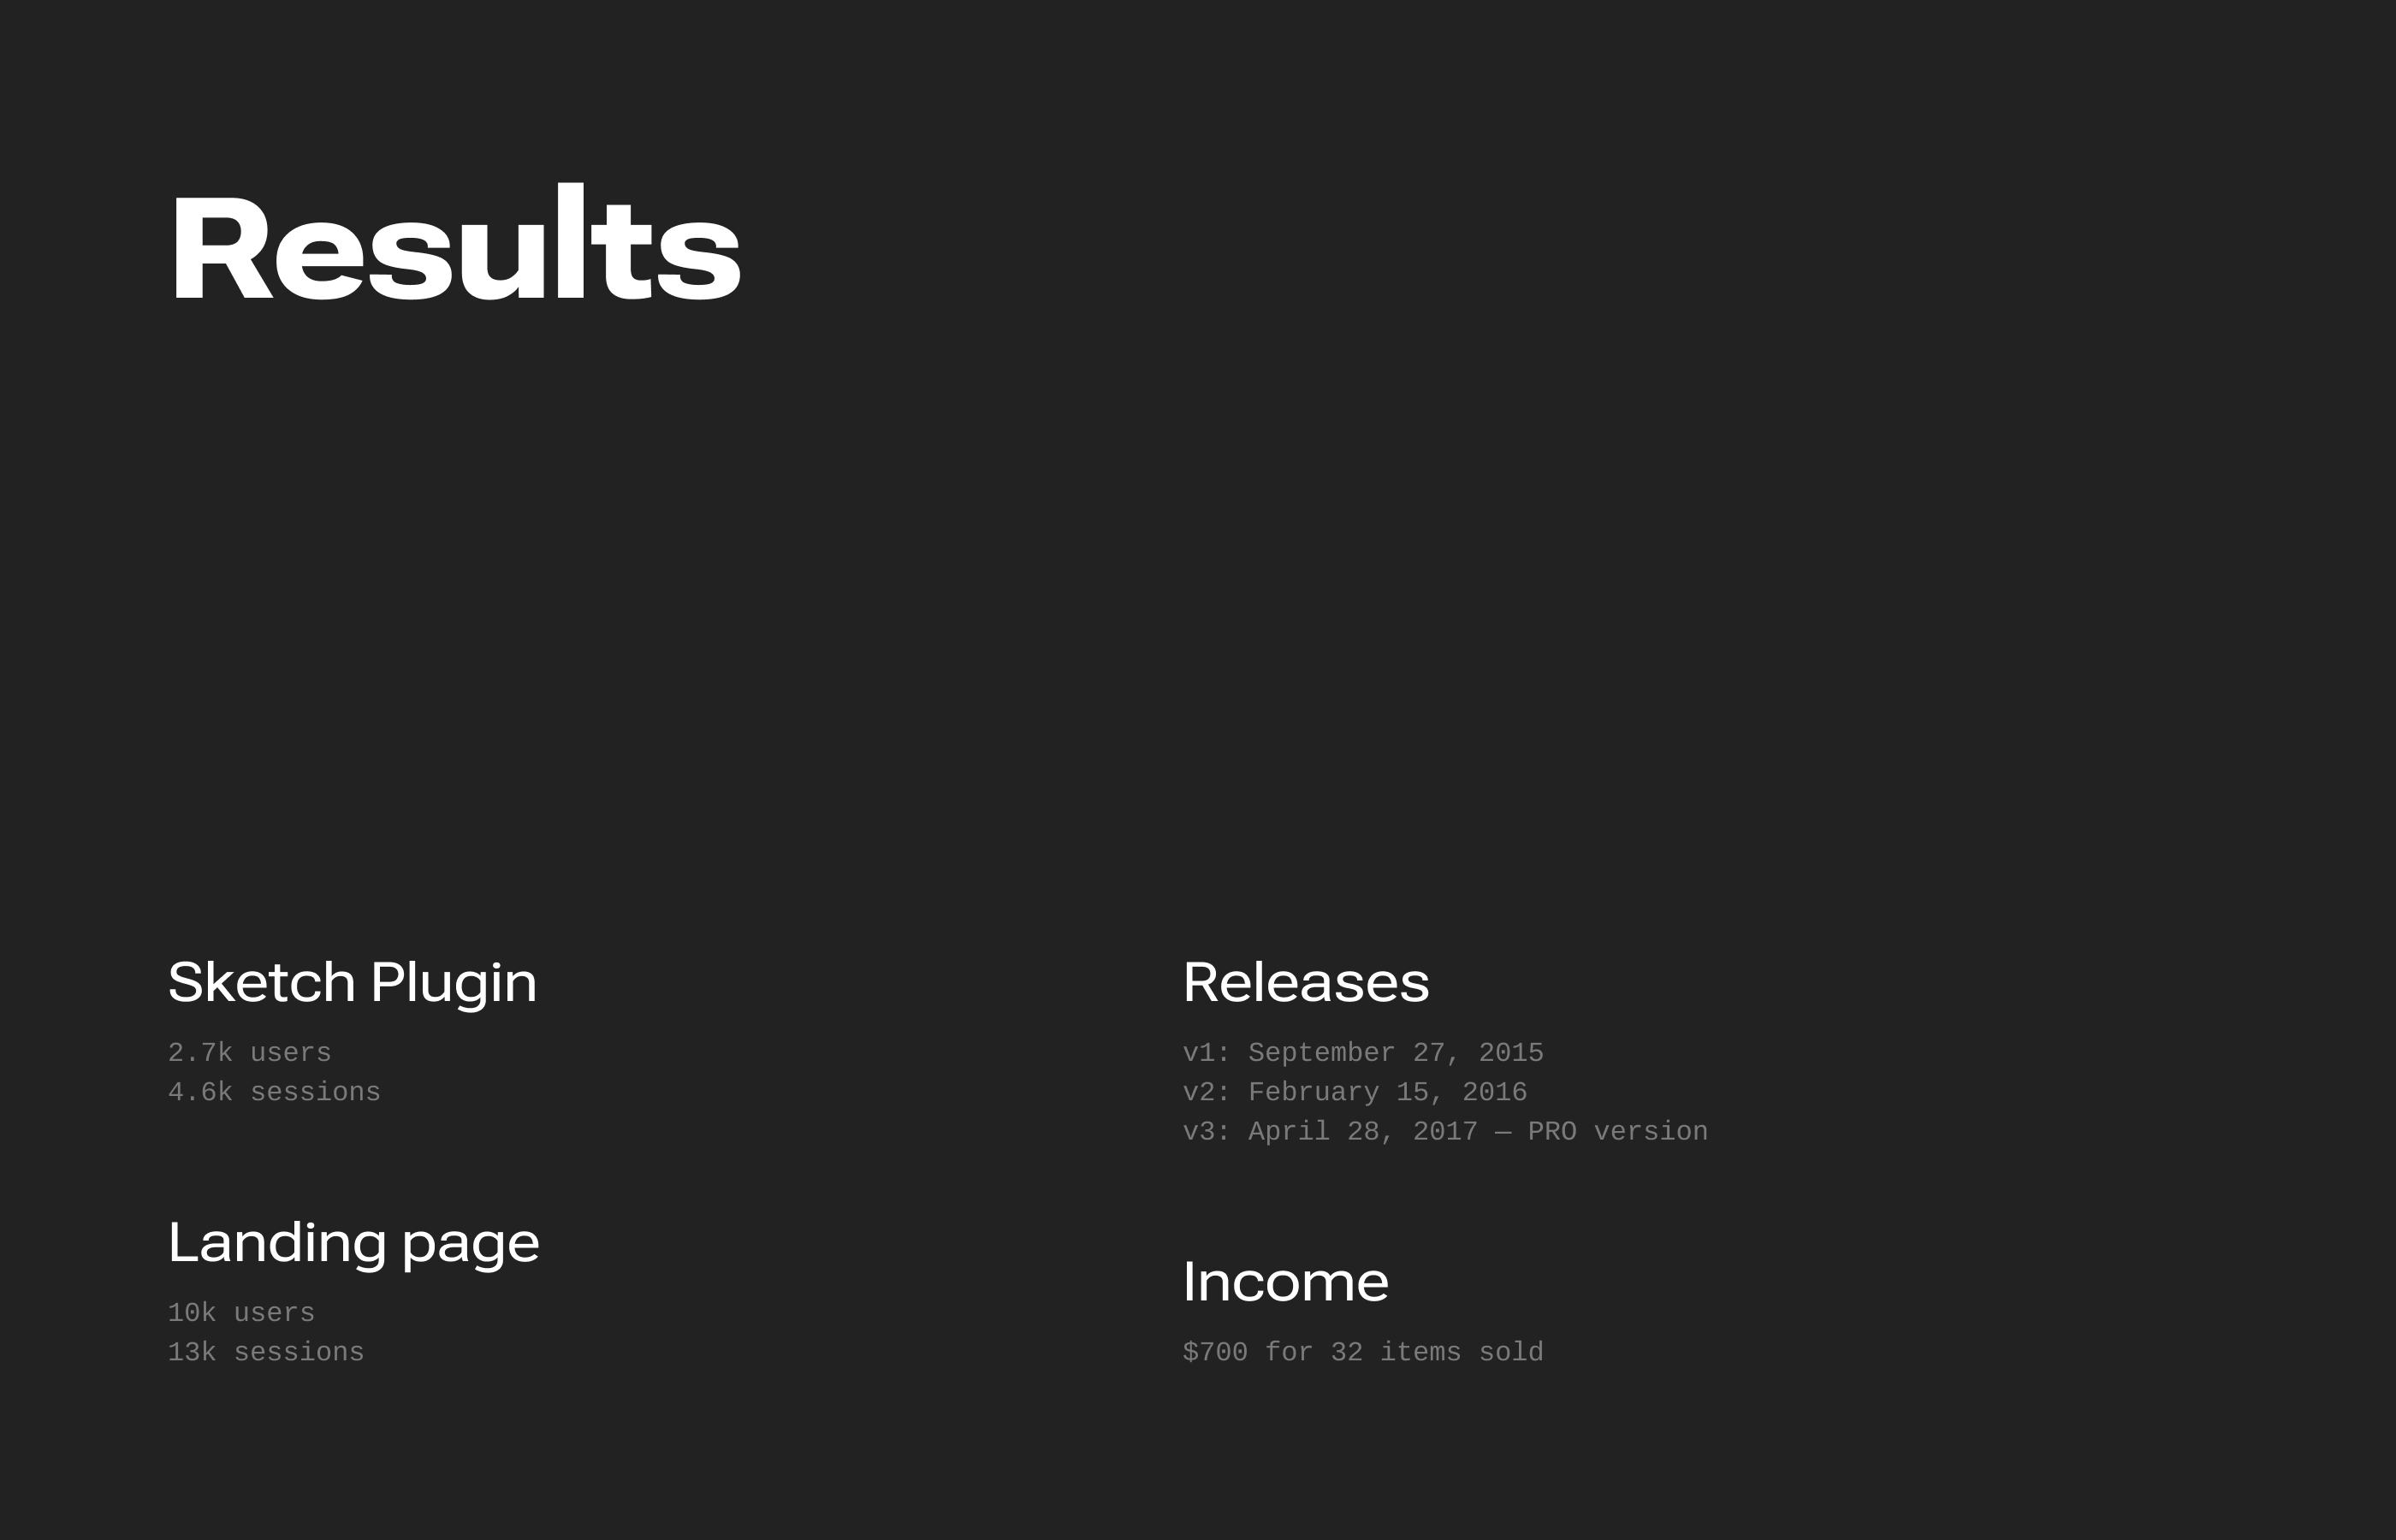 Results
Sketch Plugin
2.7k users
4.6k sessions
Landing page
10k users
13k sessions
Releases
v1: September 27, 2015
v2: February 15, 2016
v3: April 28, 2017 — PRO version
Income
$700 for 32 items sold